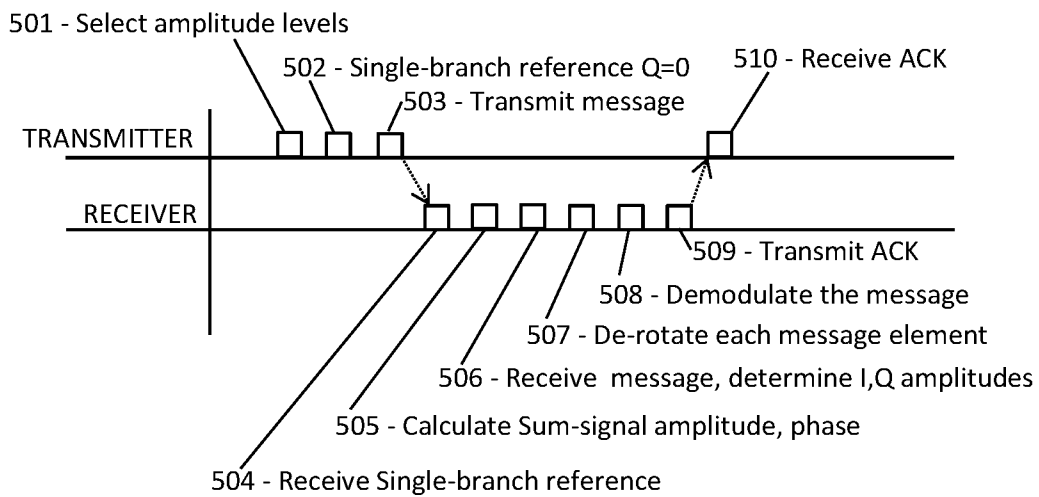 501 - Select amplitude levels
502 - Single-branch reference Q=0
503 - Transmit message
510 - Receive ACK
TRANSMITTER
RECEIVER
509 - Transmit ACK
508 - Demodulate the message
507 - De-rotate each message element
506 - Receive message, determine I,Q amplitudes
505 - Calculate Sum-signal amplitude, phase
504 - Receive Single-branch reference